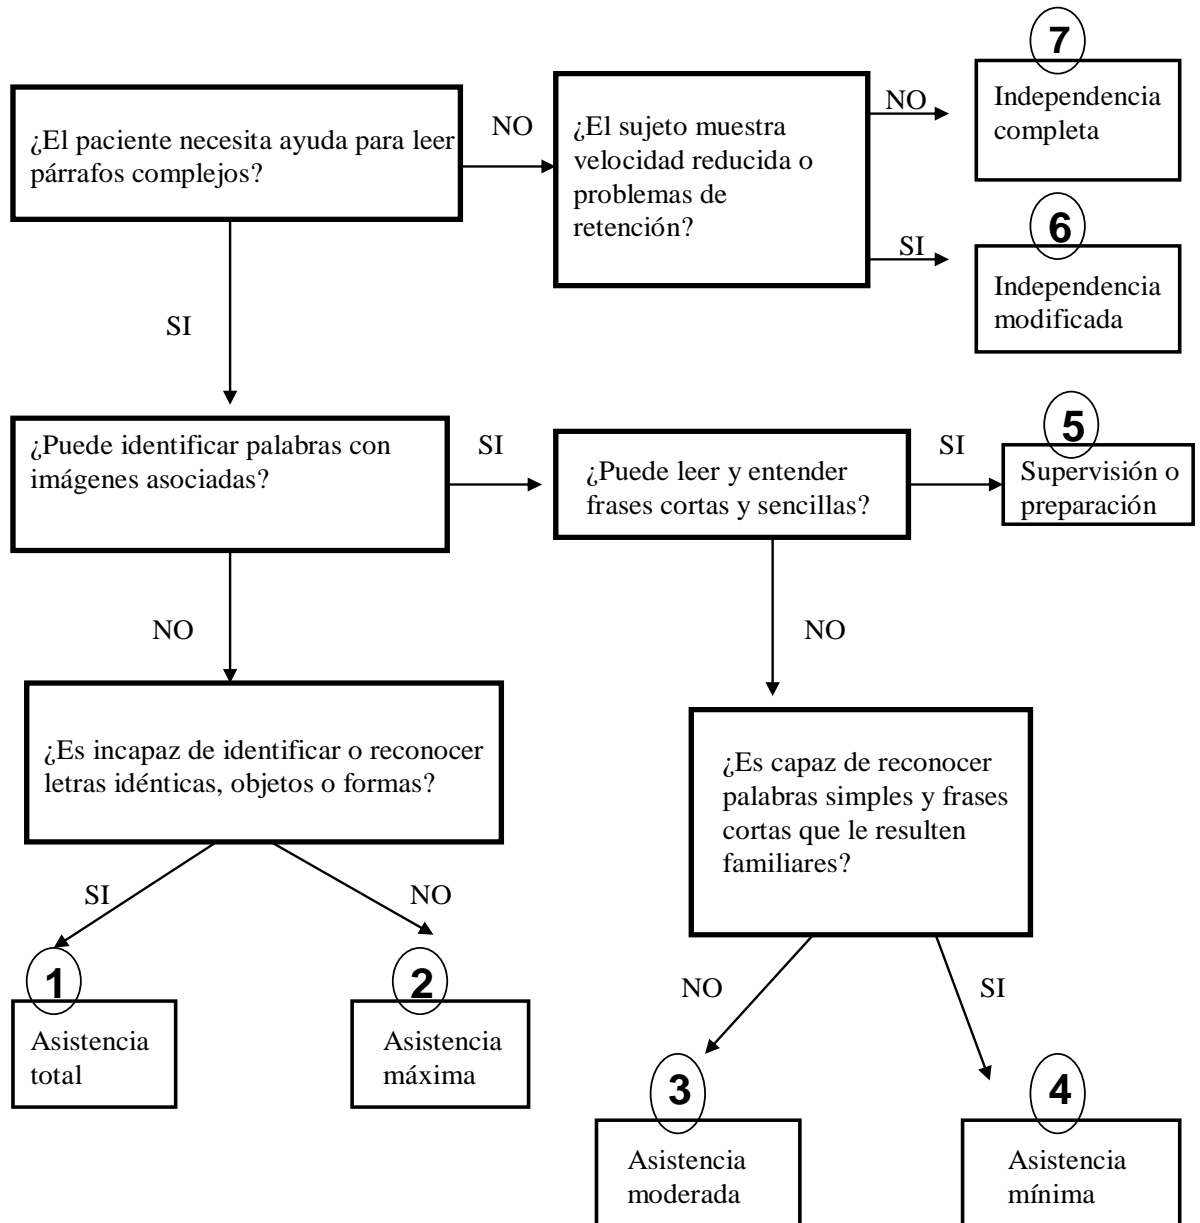 7
¿El paciente necesita ayuda para leer
párrafos complejos?
NO
¿El sujeto muestra
velocidad reducida o
problemas de
retención?
NO
Independencia
completa
6
SI
Independencia
modificada
SI
¿Puede identificar palabras con
imágenes asociadas?
SI
¿Puede leer y entender
frases cortas y sencillas?
SI
5
Supervisión o
preparación
NO
NO
¿Es incapaz de identificar o reconocer
letras idénticas, objetos o formas?
¿Es capaz de reconocer
palabras simples y frases
cortas que le resulten
familiares?
SI
NO
1
Asistencia
total
2
Asistencia
máxima
NO
SI
3
Asistencia
moderada
4
Asistencia
mínima